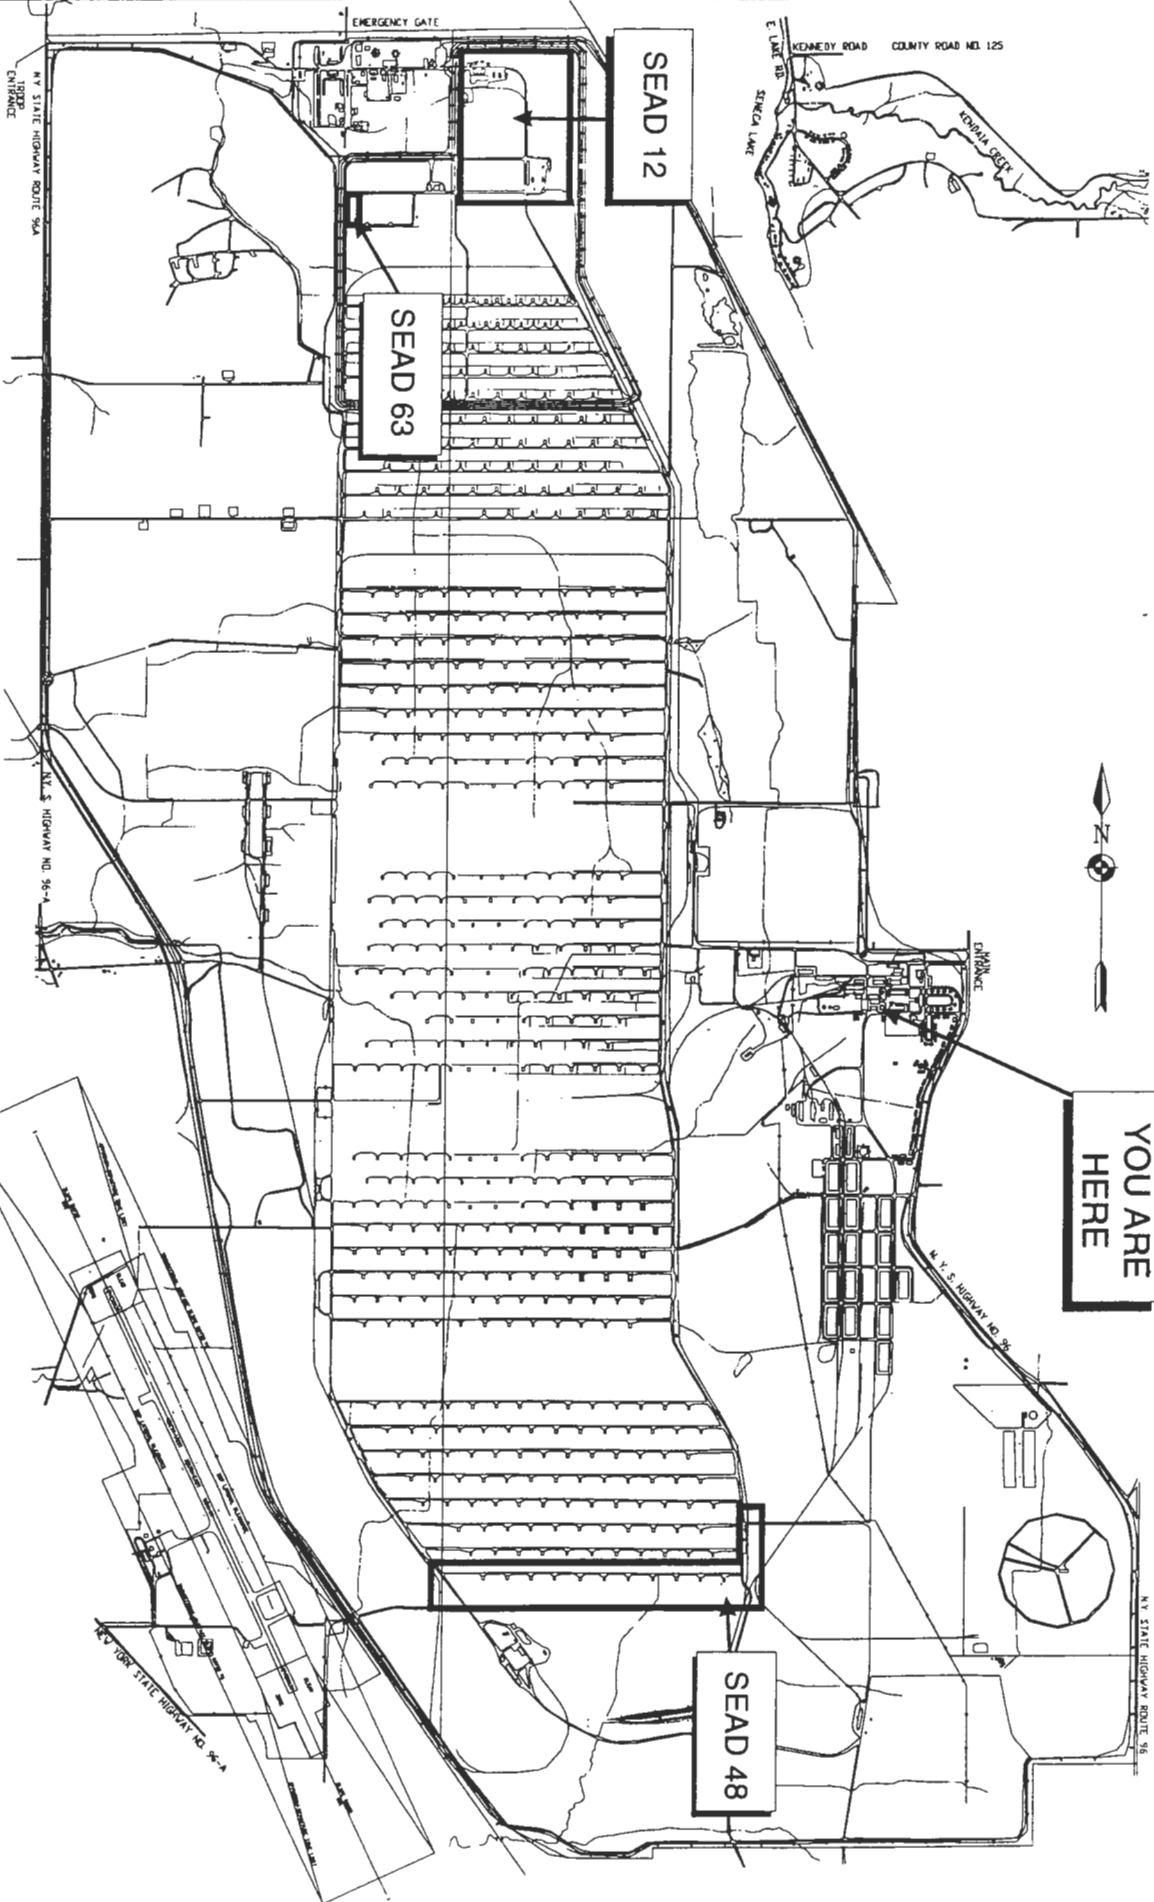 EMERGENCY GATE
KENNEDY ROAD COUNTY ROAD NO. 125
E. LAKE RD.
SENECA LAKE
KENDAIA CREEK
SEAD 12
TROOP
ENTRANCE
NY STATE HIGHWAY ROUTE 96A
SEAD 63
N
N.Y. S. HIGHWAY NO. 96-A
MAIN
ENTRANCE
YOU ARE
HERE
N. Y. S. HIGHWAY NO. 96
NY STATE HIGHWAY ROUTE 96
SEAD 48
NEW YORK STATE HIGHWAY NO. 96-A